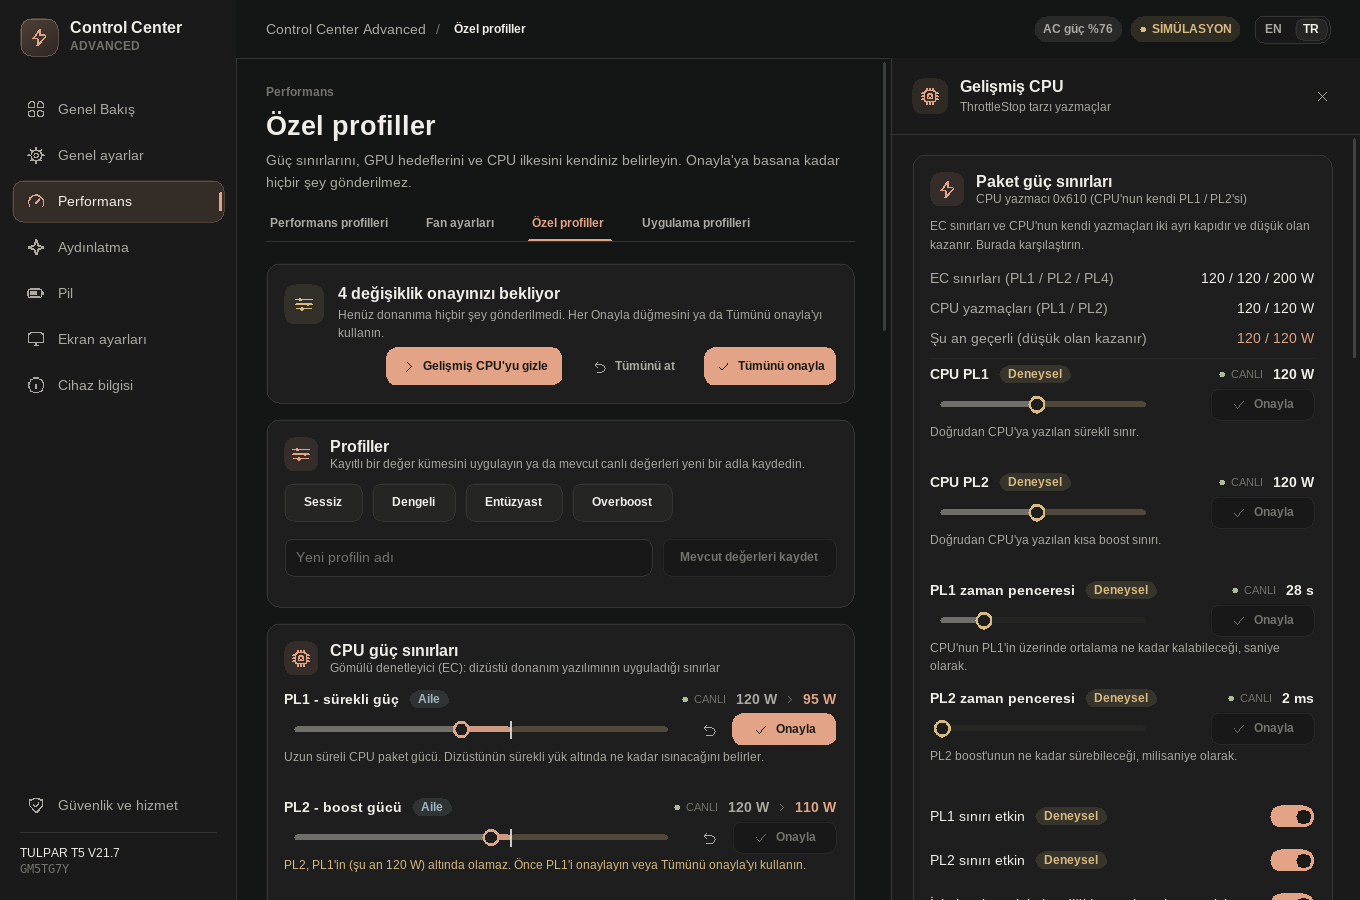 Control Center
ADVANCED
Genel Bakış
Genel ayarlar
Performans
Aydınlatma
Pil
Ekran ayarları
Cihaz bilgisi
Güvenlik ve hizmet
TULPAR T5 V21.7
GM5TG7Y
Control Center Advanced / Özel profiller
AC güç %76
SİMÜLASYON
EN TR
Performans
Özel profiller
Güç sınırlarını, GPU hedeflerini ve CPU ilkesini kendiniz belirleyin. Onayla'ya basana kadar
hiçbir şey gönderilmez.
Performans profilleri Fan ayarları Özel profiller Uygulama profilleri
4 değişiklik onayınızı bekliyor
Henüz donanıma hiçbir şey gönderilmedi. Her Onayla düğmesini ya da Tümünü onayla'yı
kullanın.
Gelişmiş CPU'yu gizle Tümünü at Tümünü onayla
Profiller
Kayıtlı bir değer kümesini uygulayın ya da mevcut canlı değerleri yeni bir adla kaydedin.
Sessiz Dengeli Entüzyast Overboost
Yeni profilin adı Mevcut değerleri kaydet
CPU güç sınırları
Gömülü denetleyici (EC): dizüstü donanım yazılımının uyguladığı sınırlar
PL1 - sürekli güç Aile CANLI 120 W > 95 W
Onayla
Uzun süreli CPU paket gücü. Dizüstünün sürekli yük altında ne kadar ısınacağını belirler.
PL2 - boost gücü Aile CANLI 120 W > 110 W
Onayla
PL2, PL1'in (şu an 120 W) altında olamaz. Önce PL1'i onaylayın veya Tümünü onayla'yı kullanın.
Gelişmiş CPU
ThrottleStop tarzı yazmaçlar
Paket güç sınırları
CPU yazmacı 0x610 (CPU'nun kendi PL1 / PL2'si)
EC sınırları ve CPU'nun kendi yazmaçları iki ayrı kapıdır ve düşük olan
kazanır. Burada karşılaştırın.
EC sınırları (PL1 / PL2 / PL4) 120 / 120 / 200 W
CPU yazmaçları (PL1 / PL2) 120 / 120 W
Şu an geçerli (düşük olan kazanır) 120 / 120 W
CPU PL1 Deneysel CANLI 120 W
Onayla
Doğrudan CPU'ya yazılan sürekli sınır.
CPU PL2 Deneysel CANLI 120 W
Onayla
Doğrudan CPU'ya yazılan kısa boost sınırı.
PL1 zaman penceresi Deneysel CANLI 28 s
Onayla
CPU'nun PL1'in üzerinde ortalama ne kadar kalabileceği, saniye
olarak.
PL2 zaman penceresi Deneysel CANLI 2 ms
Onayla
PL2 boost'unun ne kadar sürebileceği, milisaniye olarak.
PL1 sınırı etkin Deneysel
PL2 sınırı etkin Deneysel